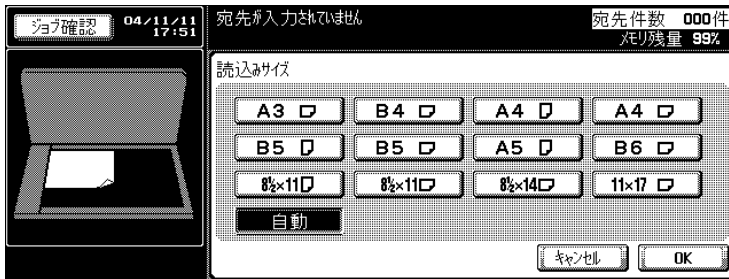 ジョブ確認
04/11/11
17:51
宛先が入力されていません
宛先件数 000件
メモリ残量 99%
読込みサイズ
A3
B4
A4
A4
B5
B5
A5
B6
8½×11
8½×11
8½×14
11×17
自動
キャンセル
OK